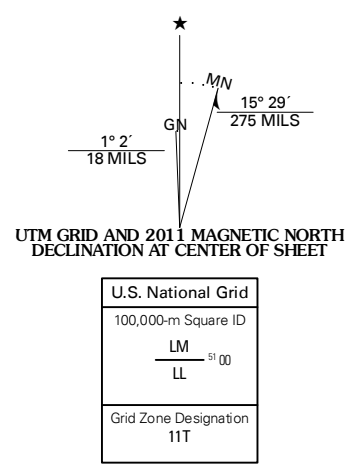 ★
MN
15° 29´
275 MILS
GN
1° 2´
18 MILS
UTM GRID AND 2011 MAGNETIC NORTH
DECLINATION AT CENTER OF SHEET
U.S. National Grid
100,000-m Square ID
LM
51 00
LL
Grid Zone Designation
11T